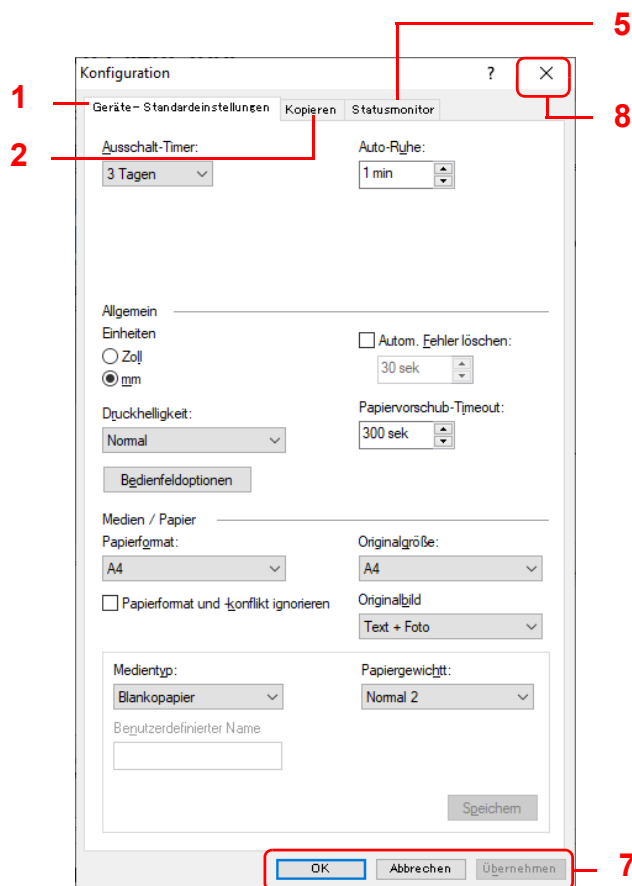 5
Konfiguration ?
8
1
Geräte- Standardeinstellungen Kopieren Statusmonitor
2
Ausschalt-Timer: Auto-Ruhe:
3 Tagen 1 min
Allgemein
Einheiten
Autom. Fehler löschen:
Zoll
30 sek
mm
Papiervorschub-Timeout:
Druckhelligkeit:
300 sek
Normal
Bedienfeldoptionen
Medien / Papier
Papierformat: Originalgröße:
A4 A4
Papierformat und -konflikt ignorieren Originalbild
Text + Foto
Medientyp: Papiergewichtt:
Blankopapier Normal 2
Benutzerdefinierter Name
Speichern
OK Abbrechen Übernehmen 7